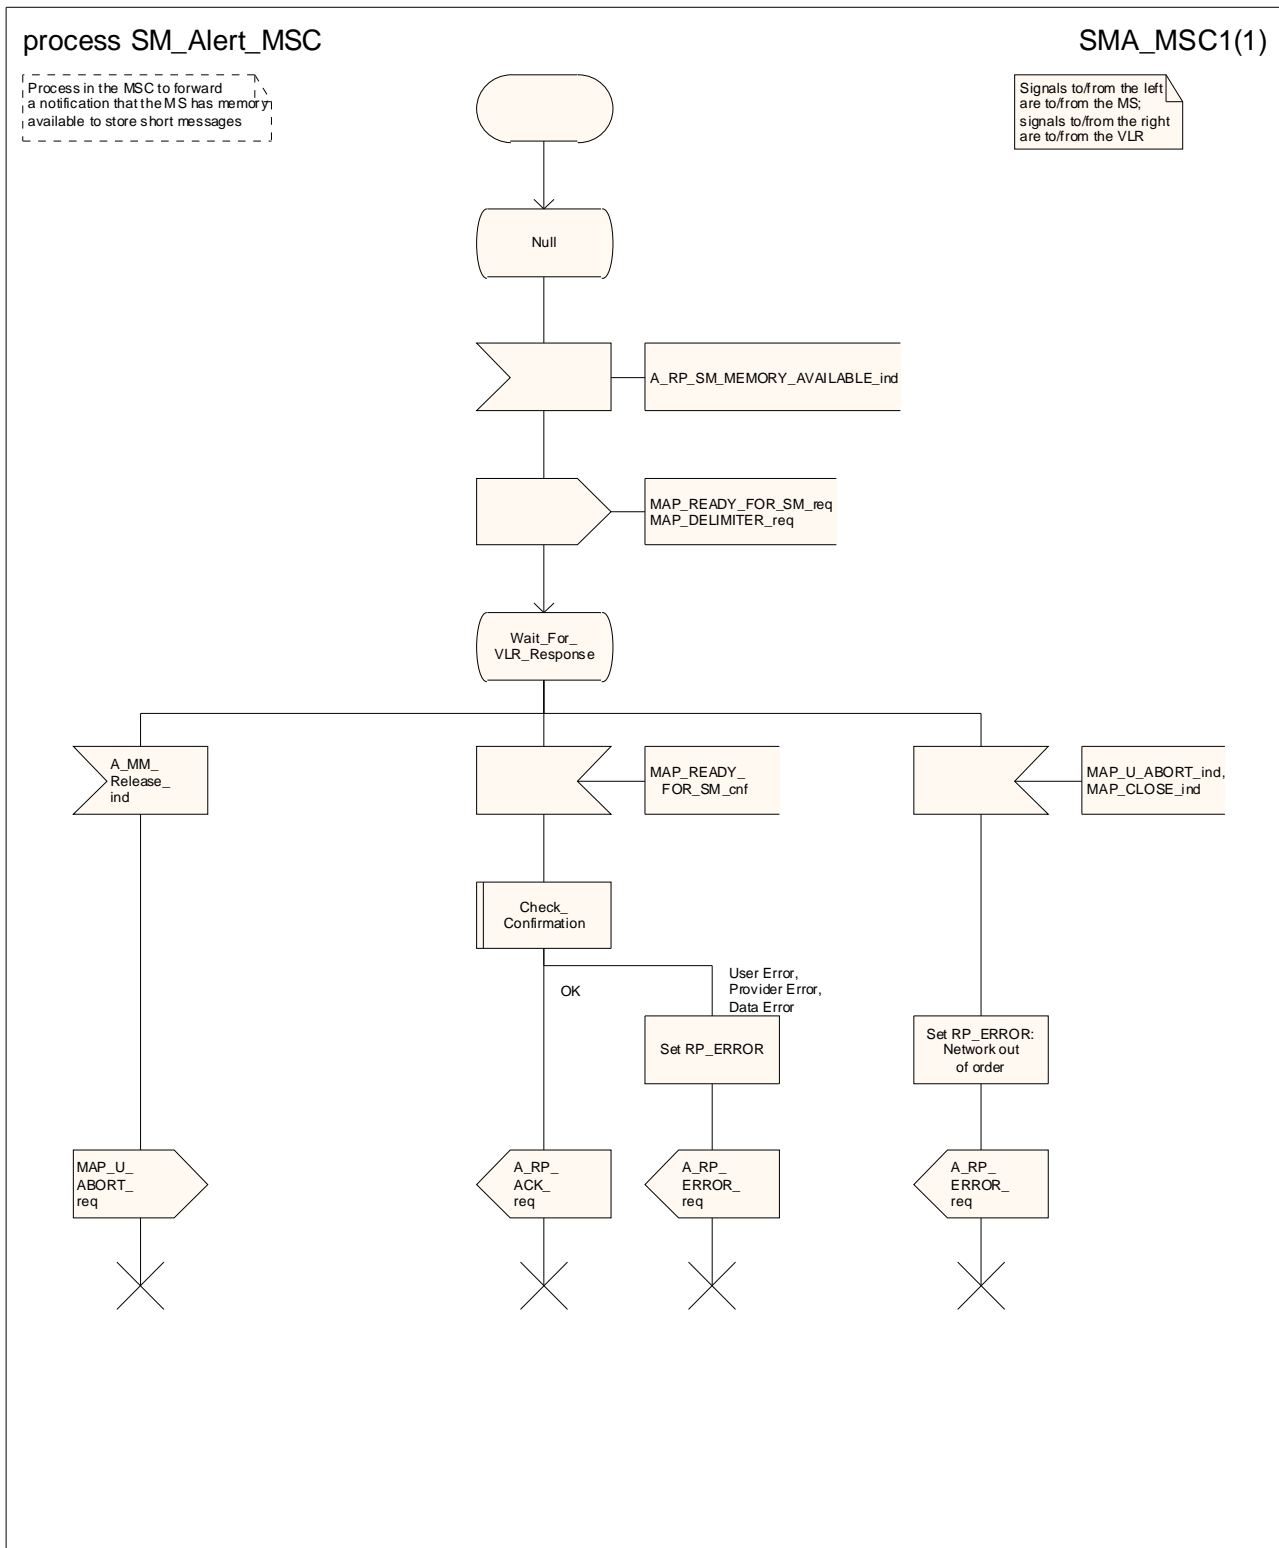 process SM_Alert_MSC
SMA_MSC1(1)
Process in the MSC to forward
a notification that the MS has memory
available to store short messages
Signals to/from the left
are to/from the MS;
signals to/from the right
are to/from the VLR
Null
A_RP_SM_MEMORY_AVAILABLE_ind
MAP_READY_FOR_SM_req
MAP_DELIMITER_req
Wait_For_
VLR_Response
A_MM_
Release_
ind
MAP_READY_
FOR_SM_cnf
MAP_U_ABORT_ind,
MAP_CLOSE_ind
Check_
Confirmation
OK
User Error,
Provider Error,
Data Error
Set RP_ERROR
Set RP_ERROR:
Network out
of order
MAP_U_
ABORT_
req
A_RP_
ACK_
req
A_RP_
ERROR_
req
A_RP_
ERROR_
req